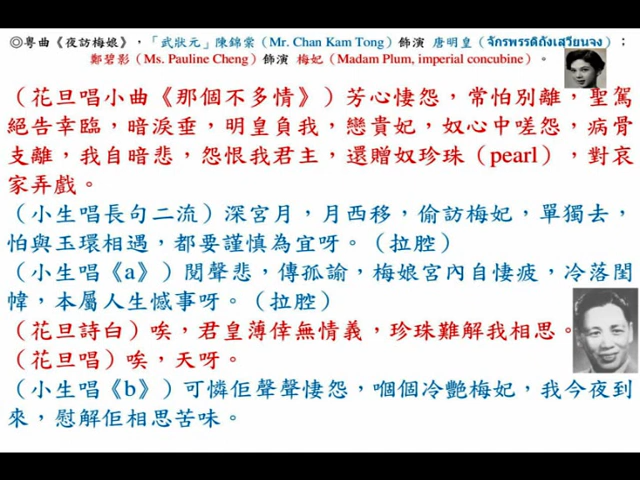 ◎粵曲《夜訪梅娘》，「武狀元」陳錦棠（Mr. Chan Kam Tong）飾演 唐明皇（จักรพรรดิถังเสวียนจง）；
鄭碧影（Ms. Pauline Cheng）飾演 梅妃（Madam Plum, imperial concubine）。
（花旦唱小曲《那個不多情》）芳心悽怨，常怕別離，聖駕
絕告幸臨，暗淚垂，明皇負我，戀貴妃，奴心中嗟怨，病骨
支離，我自暗悲，怨恨我君主，還贈奴珍珠（pearl），對哀
家弄戲。
（小生唱長句二流）深宮月，月西移，偷訪梅妃，單獨去，
怕與玉環相遇，都要謹慎為宜呀。（拉腔）
（小生唱《a》）閱聲悲，傳孤諭，梅娘宮內自悽疲，冷落閨
幃，本屬人生憾事呀。（拉腔）
（花旦詩白）唉，君皇薄倖無情義，珍珠難解我相思。
（花旦唱）唉，天呀。
（小生唱《b》）可憐佢聲聲悽怨，嗰個冷艷梅妃，我今夜到
來，慰解佢相思苦味。